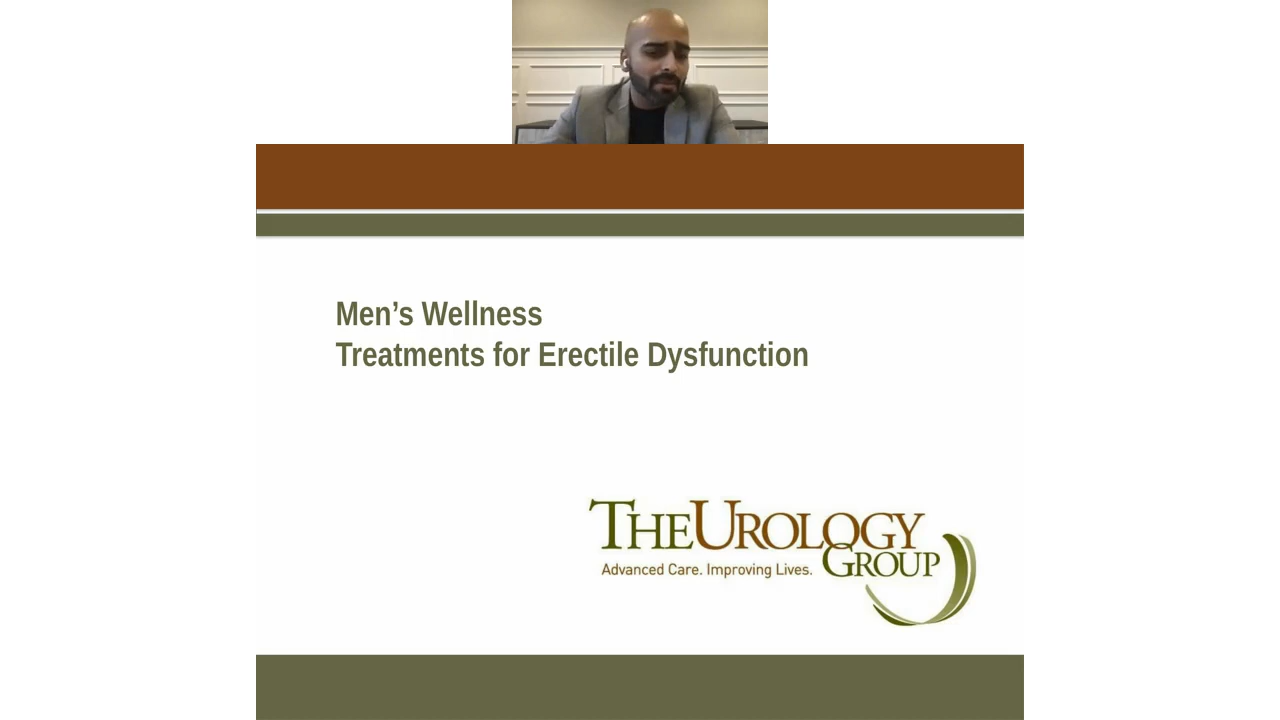 Men’s Wellness
Treatments for Erectile Dysfunction
THE UROLOGY
GROUP
Advanced Care. Improving Lives.